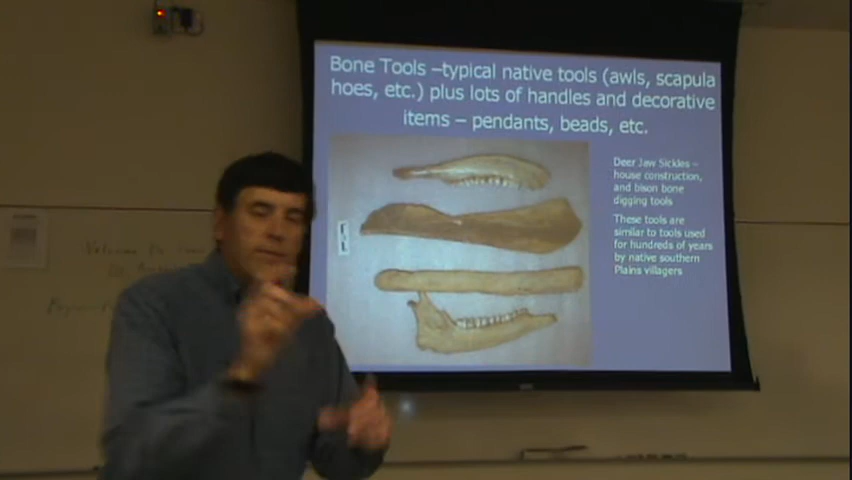 Bone Tools –typical native tools (awls, scapula
hoes, etc.) plus lots of handles and decorative
items – pendants, beads, etc.
Deer Jaw Sickles –
house construction,
and bison bone
digging tools
These tools are
similar to tools used
for hundreds of years
by native southern
Plains villagers